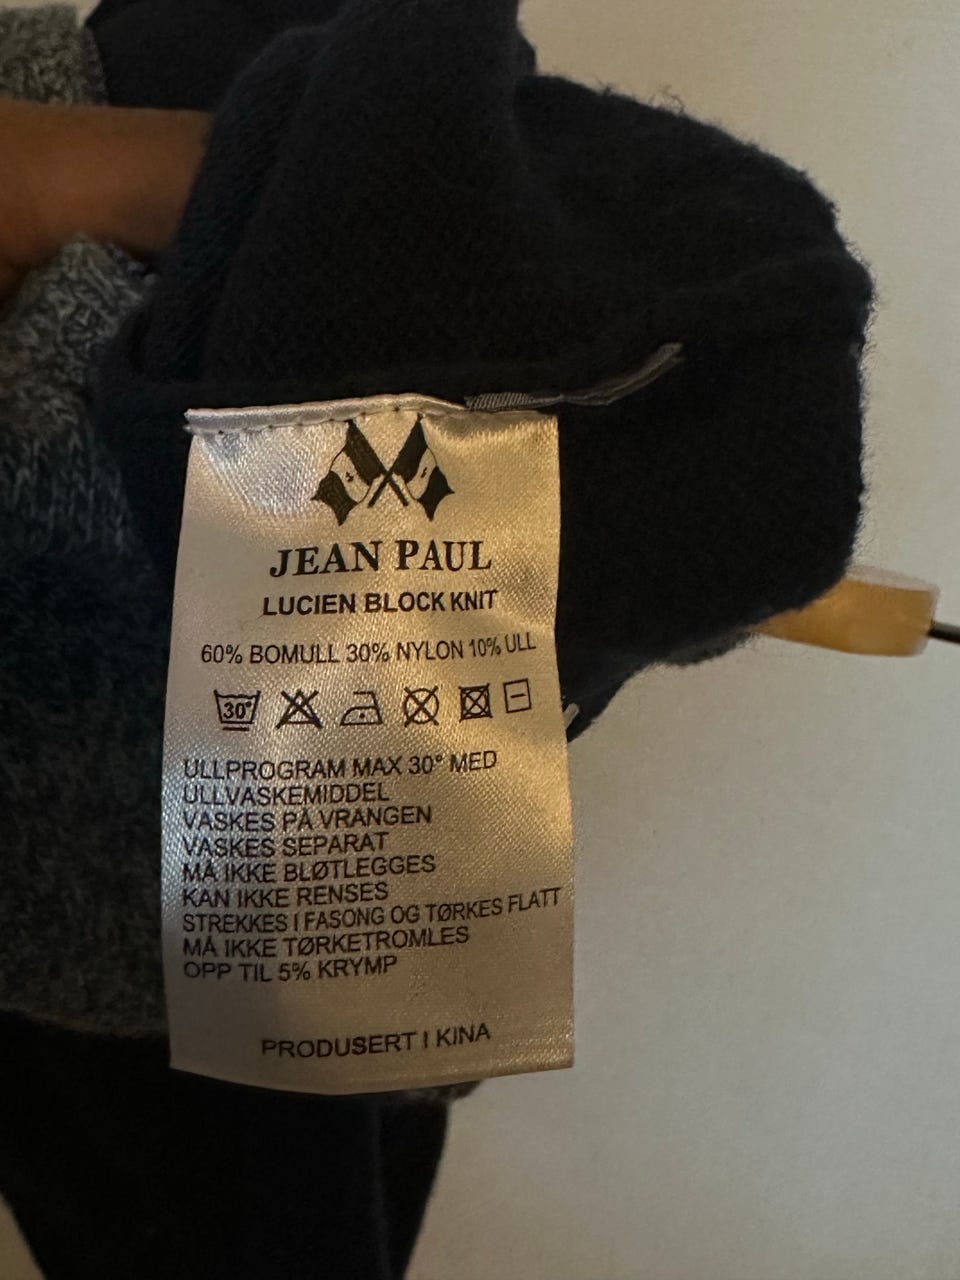 JEAN PAUL
LUCIEN BLOCK KNIT
60% BOMULL 30% NYLON 10% ULL
30°
ULLPROGRAM MAX 30° MED
ULLVASKEMIDDEL
VASKES PÅ VRANGEN
VASKES SEPARAT
MÅ IKKE BLØTLEGGES
KAN IKKE RENSES
STREKKES I FASONG OG TØRKES FLATT
MÅ IKKE TØRKETROMLES
OPP TIL 5% KRYMP
PRODUSERT I KINA